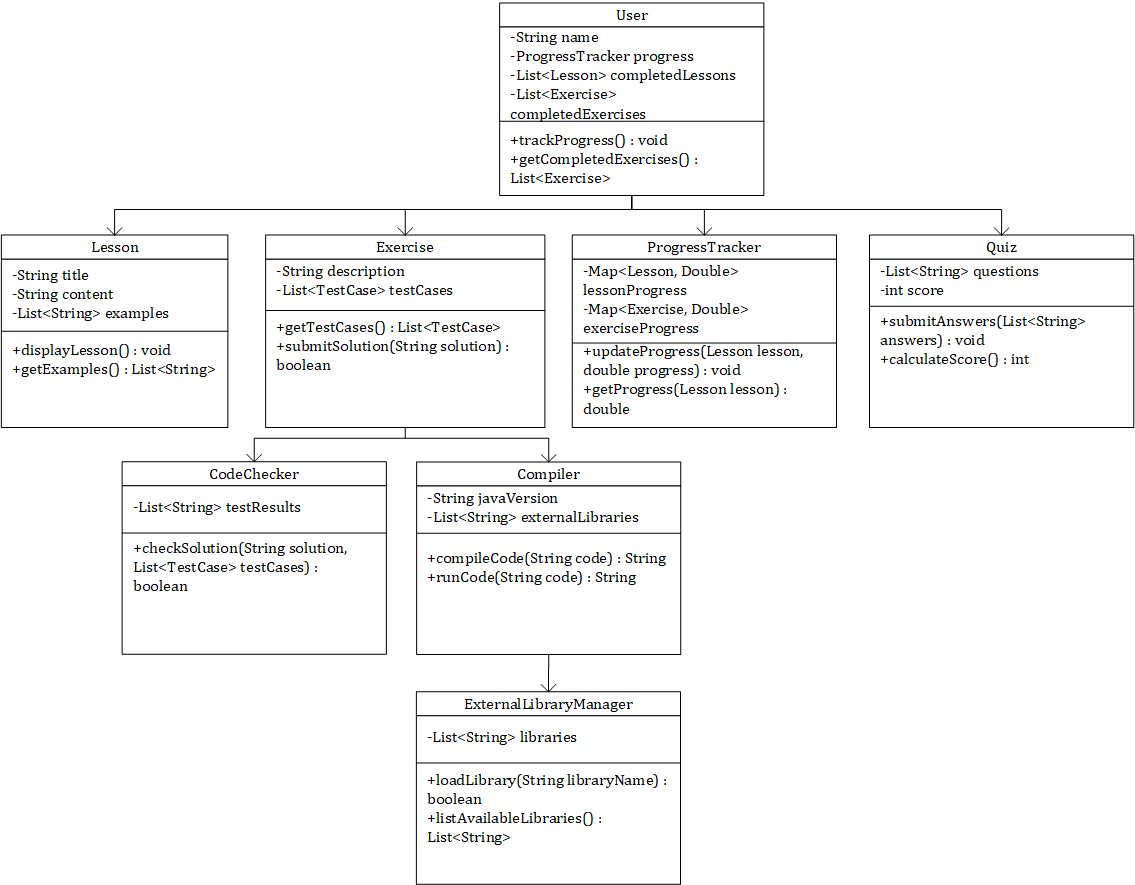 User
-String name
-ProgressTracker progress
-List<Lesson> completedLessons
-List<Exercise>
completedExercises
+trackProgress() : void
+getCompletedExercises() :
List<Exercise>
Lesson
-String title
-String content
-List<String> examples
+displayLesson() : void
+getExamples() : List<String>
Exercise
-String description
-List<TestCase> testCases
+getTestCases() : List<TestCase>
+submitSolution(String solution) :
boolean
ProgressTracker
-Map<Lesson, Double>
lessonProgress
-Map<Exercise, Double>
exerciseProgress
+updateProgress(Lesson lesson,
double progress) : void
+getProgress(Lesson lesson) :
double
Quiz
-List<String> questions
-int score
+submitAnswers(List<String>
answers) : void
+calculateScore() : int
CodeChecker
-List<String> testResults
+checkSolution(String solution,
List<TestCase> testCases) :
boolean
Compiler
-String javaVersion
-List<String> externalLibraries
+compileCode(String code) : String
+runCode(String code) : String
ExternalLibraryManager
-List<String> libraries
+loadLibrary(String libraryName) :
boolean
+listAvailableLibraries() :
List<String>